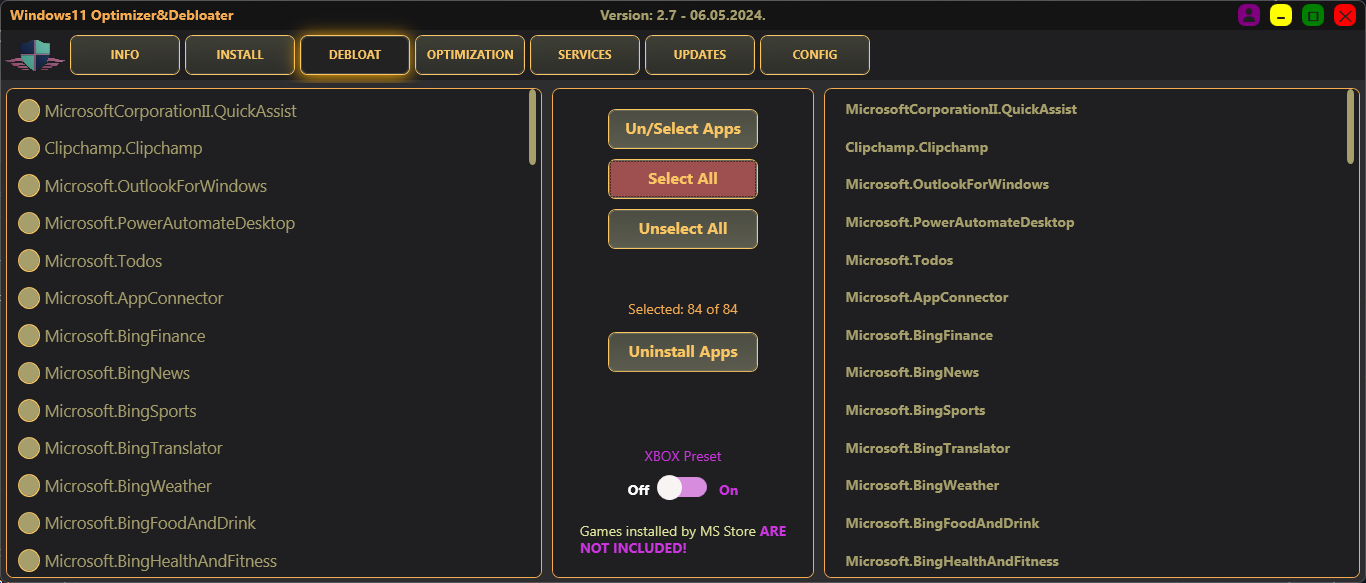 Windows11 Optimizer&Debloater
Version: 2.7 - 06.05.2024.
INFO
INSTALL
DEBLOAT
OPTIMIZATION
SERVICES
UPDATES
CONFIG
MicrosoftCorporationII.QuickAssist
Clipchamp.Clipchamp
Microsoft.OutlookForWindows
Microsoft.PowerAutomateDesktop
Microsoft.Todos
Microsoft.AppConnector
Microsoft.BingFinance
Microsoft.BingNews
Microsoft.BingSports
Microsoft.BingTranslator
Microsoft.BingWeather
Microsoft.BingFoodAndDrink
Microsoft.BingHealthAndFitness
Un/Select Apps
Select All
Unselect All
Selected: 84 of 84
Uninstall Apps
XBOX Preset
Off
On
Games installed by MS Store ARE
NOT INCLUDED!
MicrosoftCorporationII.QuickAssist
Clipchamp.Clipchamp
Microsoft.OutlookForWindows
Microsoft.PowerAutomateDesktop
Microsoft.Todos
Microsoft.AppConnector
Microsoft.BingFinance
Microsoft.BingNews
Microsoft.BingSports
Microsoft.BingTranslator
Microsoft.BingWeather
Microsoft.BingFoodAndDrink
Microsoft.BingHealthAndFitness